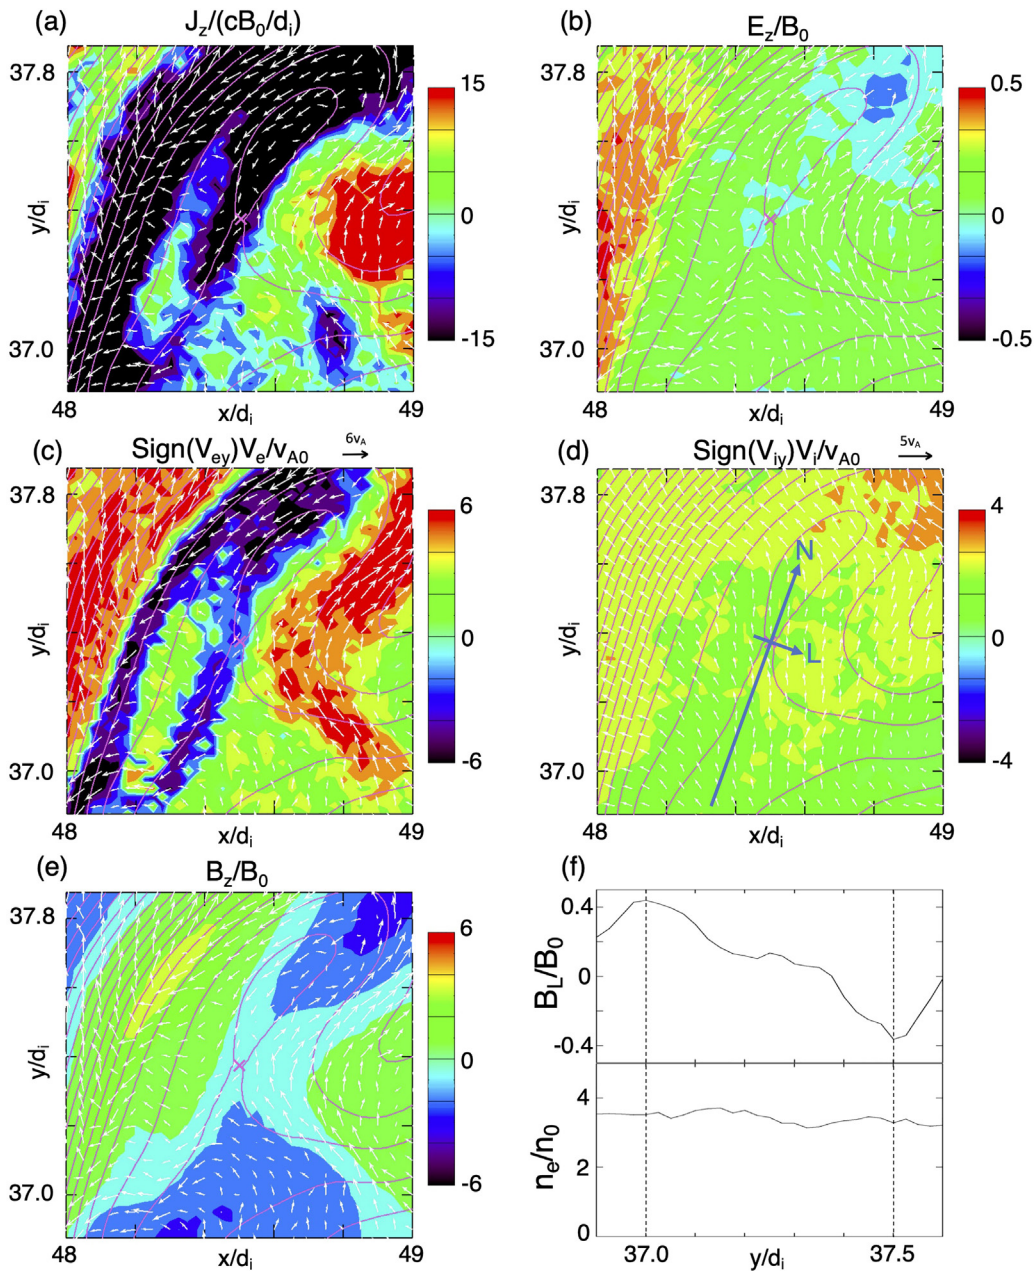 (a) J_z/(cB_0/d_i)
37.8
37.0
y/d_i
48
49
x/d_i
15
0
-15
(b) E_z/B_0
37.8
37.0
y/d_i
48
49
x/d_i
0.5
0
-0.5
(c) Sign(V_ey)V_e/v_A0 6v_A
37.8
37.0
y/d_i
48
49
x/d_i
6
0
-6
(d) Sign(V_iy)V_i/v_A0 5v_A
37.8
37.0
y/d_i
N
L
48
49
x/d_i
4
0
-4
(e) B_z/B_0
37.8
37.0
y/d_i
48
49
x/d_i
6
0
-6
(f)
0.4
0
-0.4
B_L/B_0
4
2
0
n_e/n_0
37.0
37.5
y/d_i